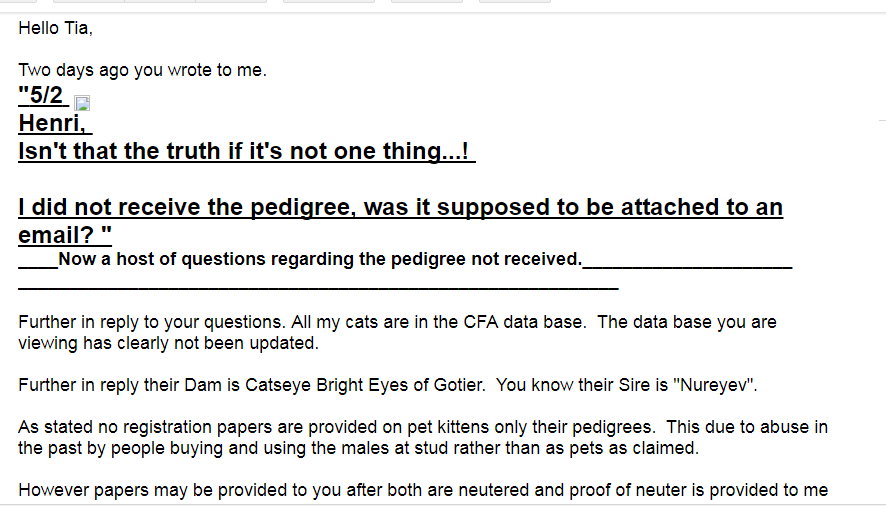 Hello Tia,
Two days ago you wrote to me.
"5/2
Henri,
Isn't that the truth if it's not one thing...!
I did not receive the pedigree, was it supposed to be attached to an
email? "
____Now a host of questions regarding the pedigree not received._____________________
____________________________________________________________
Further in reply to your questions. All my cats are in the CFA data base.  The data base you are
viewing has clearly not been updated.
Further in reply their Dam is Catseye Bright Eyes of Gotier.  You know their Sire is "Nureyev".
As stated no registration papers are provided on pet kittens only their pedigrees.  This due to abuse in
the past by people buying and using the males at stud rather than as pets as claimed.
However papers may be provided to you after both are neutered and proof of neuter is provided to me